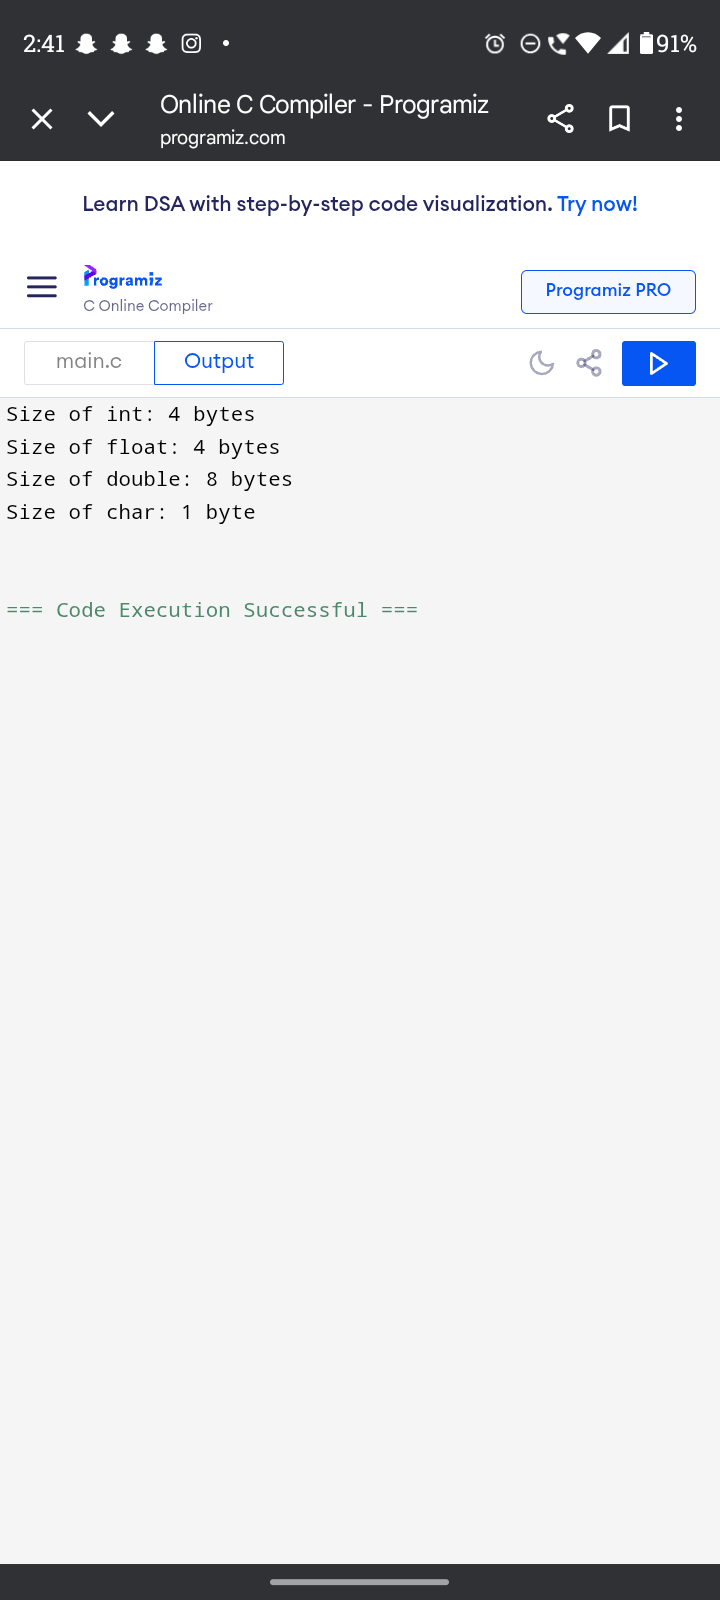 2:41
91%
Online C Compiler - Programiz
programiz.com
Learn DSA with step-by-step code visualization. Try now!
Programiz
C Online Compiler
Programiz PRO
main.c
Output
Size of int: 4 bytes
Size of float: 4 bytes
Size of double: 8 bytes
Size of char: 1 byte
=== Code Execution Successful ===